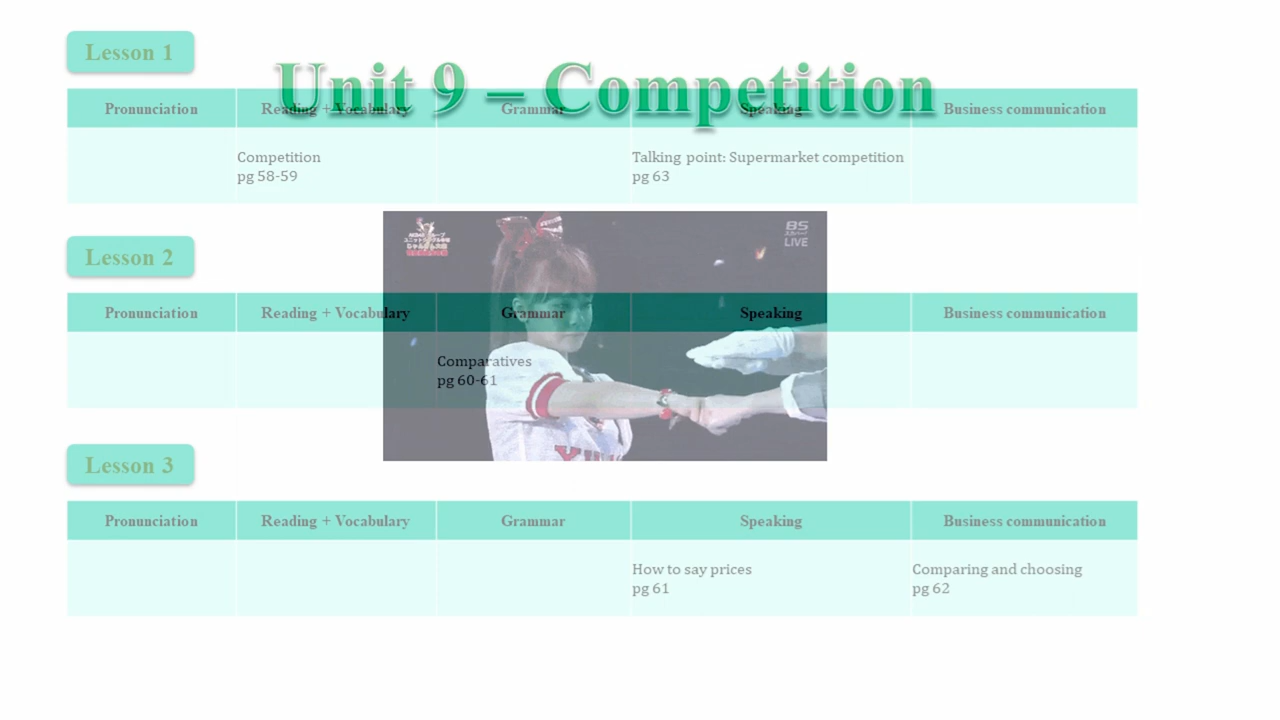 Lesson 1
Unit 9 – Competition
Pronunciation Reading + Vocabulary Grammar Speaking Business communication
Competition
pg 58-59
Talking point: Supermarket competition
pg 63
BS
LIVE
Lesson 2
Pronunciation Reading + Vocabulary Grammar Speaking Business communication
Comparatives
pg 60-61
Lesson 3
Pronunciation Reading + Vocabulary Grammar Speaking Business communication
How to say prices
pg 61
Comparing and choosing
pg 62